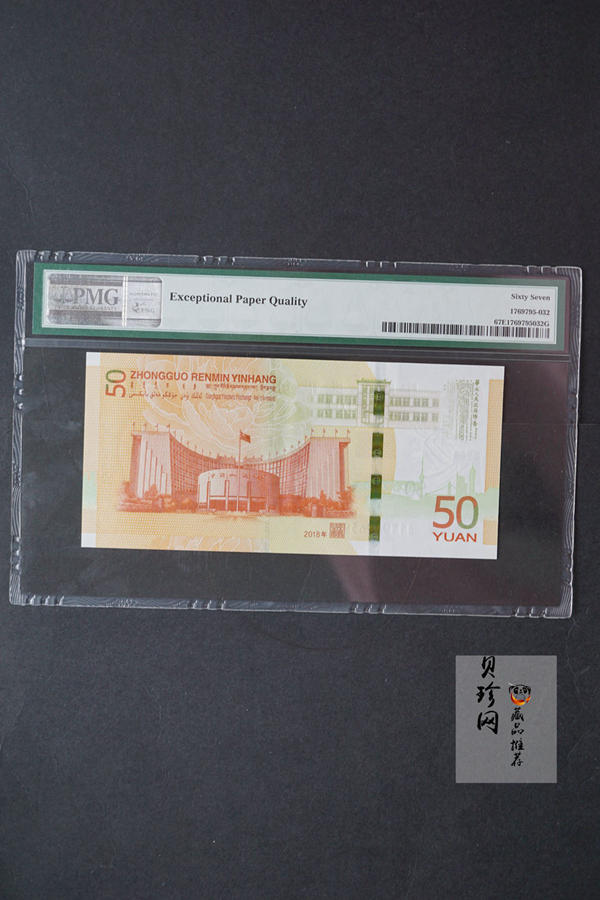 PMG
Exceptional Paper Quality
Sixty Seven
1769795-032
67E1769795032G
50
ZHONGGUO RENMIN YINHANG
2018年
50
YUAN
贝珍网
藏品推荐